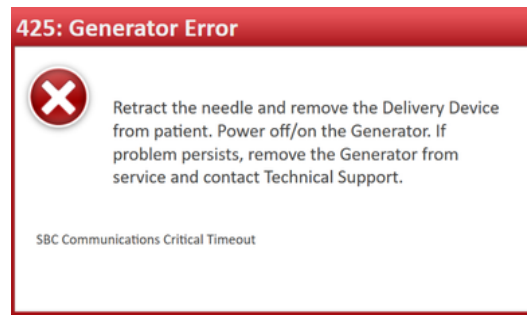 425: Generator Error
Retract the needle and remove the Delivery Device
from patient. Power off/on the Generator. If
problem persists, remove the Generator from
service and contact Technical Support.
SBC Communications Critical Timeout